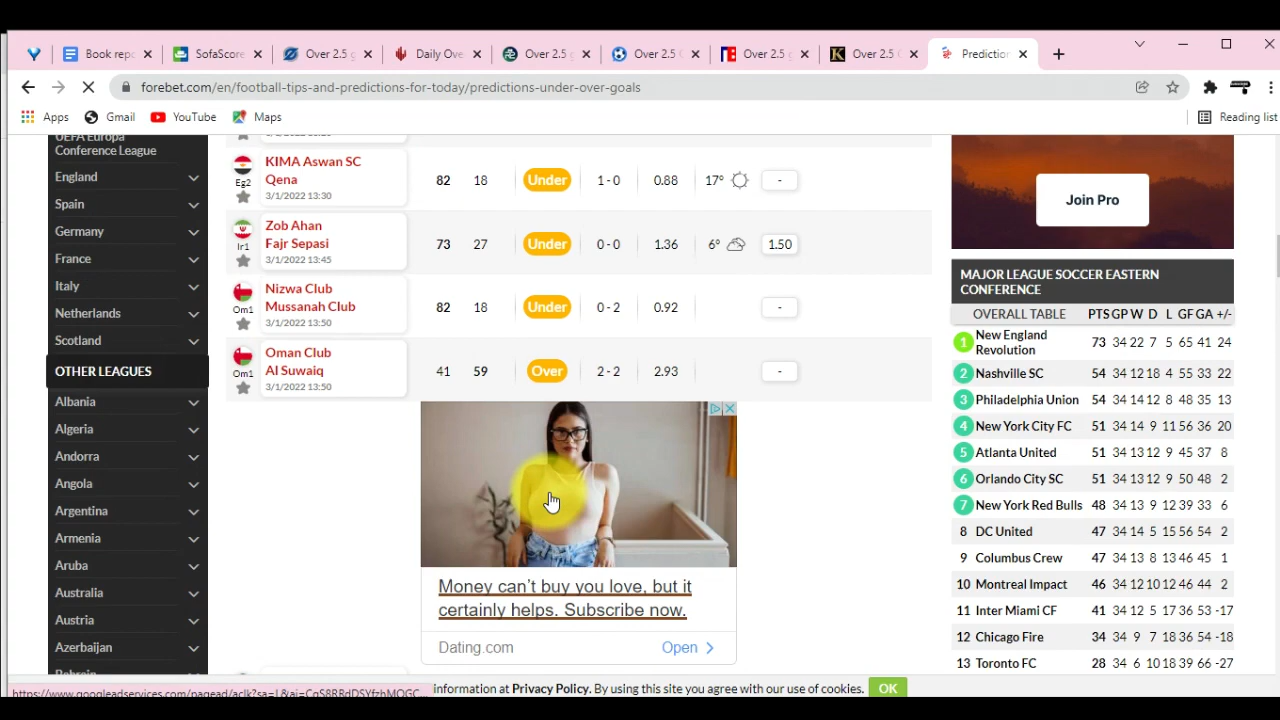 Book repo
SofaScore
Over 2.5 g
Daily Ove
Over 2.5 g
Over 2.5 G
Over 2.5 g
Over 2.5 G
Prediction
forebet.com/en/football-tips-and-predictions-for-today/predictions-under-over-goals
Apps Gmail YouTube Maps Reading list
UEFA Europa
Conference League
England
Spain
Germany
France
Italy
Netherlands
Scotland
OTHER LEAGUES
Albania
Algeria
Andorra
Angola
Argentina
Armenia
Aruba
Australia
Austria
Azerbaijan
Bahrain
Eg2
KIMA Aswan SC
Qena
3/1/2022 13:30
82 18 Under 1 - 0 0.88 17° -
Ir1
Zob Ahan
Fajr Sepasi
3/1/2022 13:45
73 27 Under 0 - 0 1.36 6° 1.50
Om1
Nizwa Club
Mussanah Club
3/1/2022 13:50
82 18 Under 0 - 2 0.92 -
Om1
Oman Club
Al Suwaiq
3/1/2022 13:50
41 59 Over 2 - 2 2.93 -
Money can't buy you love, but it
certainly helps. Subscribe now.
Dating.com Open
Join Pro
MAJOR LEAGUE SOCCER EASTERN
CONFERENCE
OVERALL TABLE PTS GP W D L GF GA +/-
1 New England
Revolution 73 34 22 7 5 65 41 24
2 Nashville SC 54 34 12 18 4 55 33 22
3 Philadelphia Union 54 34 14 12 8 48 35 13
4 New York City FC 51 34 14 9 11 56 36 20
5 Atlanta United 51 34 13 12 9 45 37 8
6 Orlando City SC 51 34 13 12 9 50 48 2
7 New York Red Bulls 48 34 13 9 12 39 33 6
8 DC United 47 34 14 5 15 56 54 2
9 Columbus Crew 47 34 13 8 13 46 45 1
10 Montreal Impact 46 34 12 10 12 46 44 2
11 Inter Miami CF 41 34 12 5 17 36 53 -17
12 Chicago Fire 34 34 9 7 18 36 54 -18
13 Toronto FC 28 34 6 10 18 39 66 -27
information at Privacy Policy. By using this site you agree with our use of cookies. OK